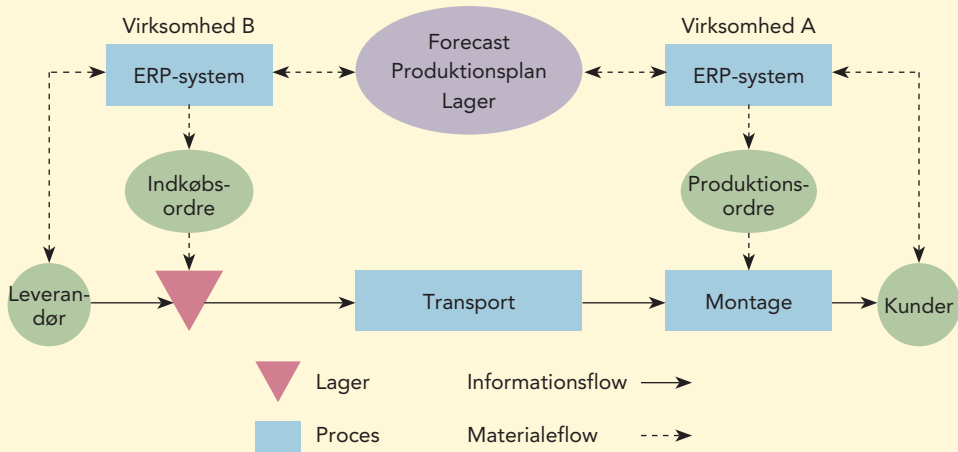 Virksomhed B
Virksomhed A
ERP-system
Forecast
Produktionsplan
Lager
ERP-system
Indkøbs-
ordre
Produktions-
ordre
Leveran-
dør
Transport
Montage
Kunder
Lager
Informationsflow
Proces
Materialeflow